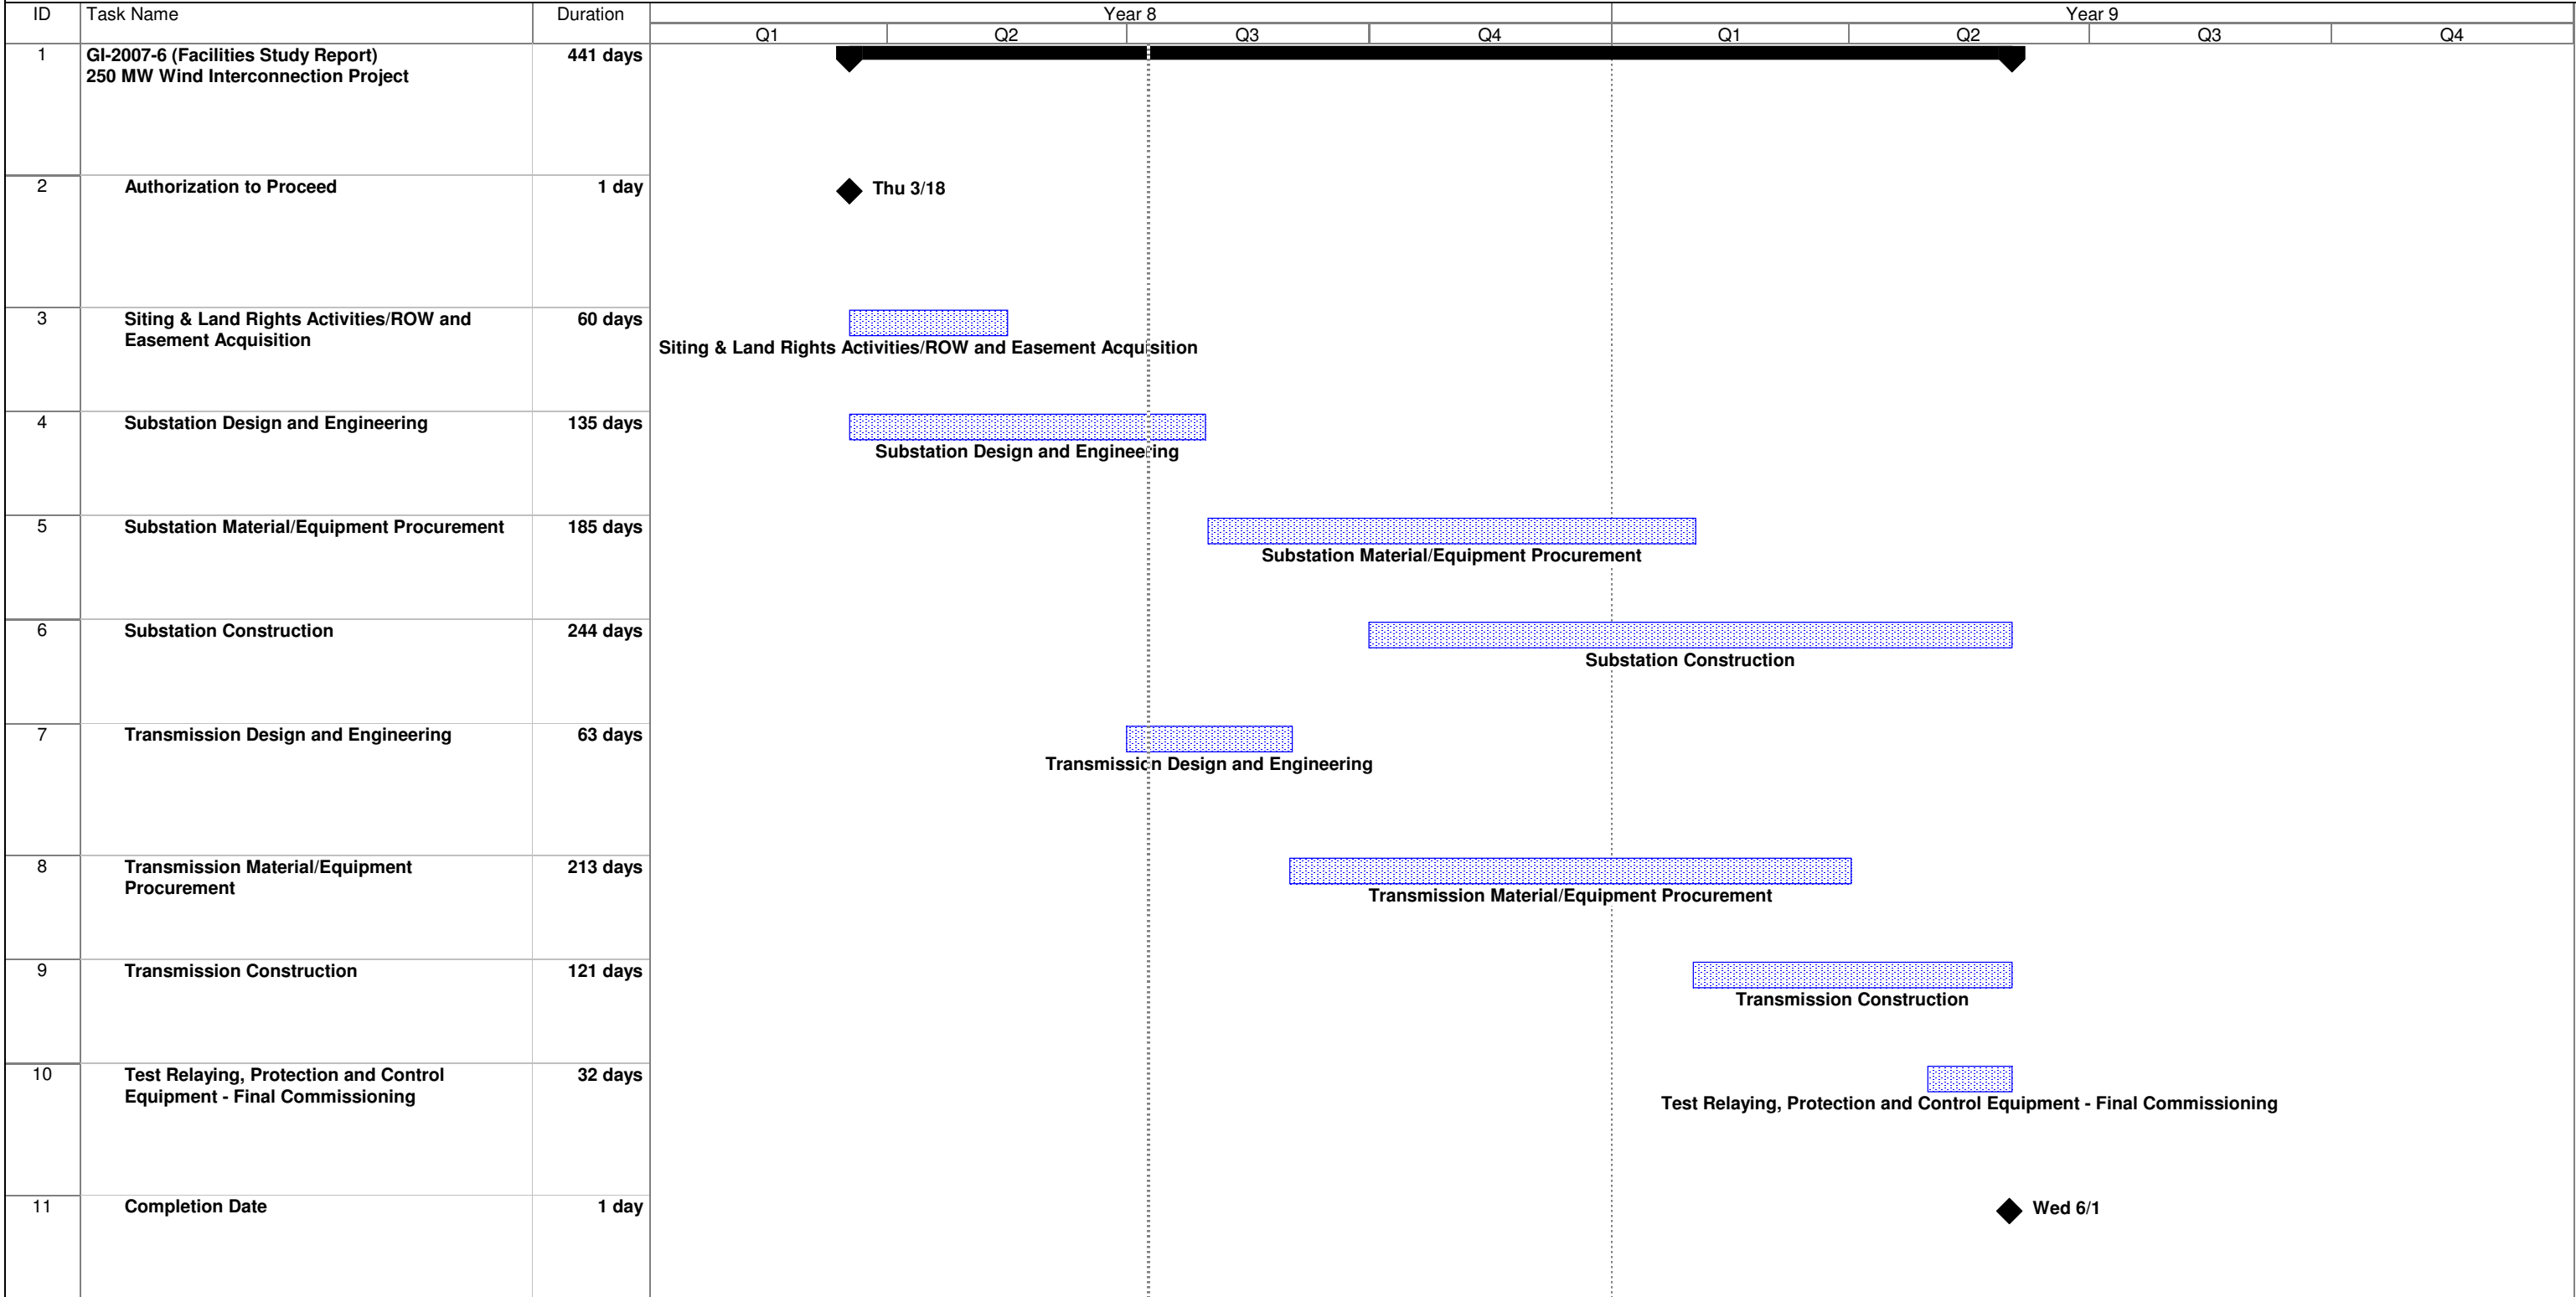 ID Task Name Duration Year 8 Year 9
Q1 Q2 Q3 Q4 Q1 Q2 Q3 Q4
1 GI-2007-6 (Facilities Study Report) 441 days
250 MW Wind Interconnection Project
2 Authorization to Proceed 1 day Thu 3/18
3 Siting & Land Rights Activities/ROW and 60 days
Easement Acquisition
Siting & Land Rights Activities/ROW and Easement Acquisition
4 Substation Design and Engineering 135 days
Substation Design and Engineering
5 Substation Material/Equipment Procurement 185 days
Substation Material/Equipment Procurement
6 Substation Construction 244 days
Substation Construction
7 Transmission Design and Engineering 63 days
Transmission Design and Engineering
8 Transmission Material/Equipment 213 days
Procurement
Transmission Material/Equipment Procurement
9 Transmission Construction 121 days
Transmission Construction
10 Test Relaying, Protection and Control 32 days
Equipment - Final Commissioning
Test Relaying, Protection and Control Equipment - Final Commissioning
11 Completion Date 1 day Wed 6/1